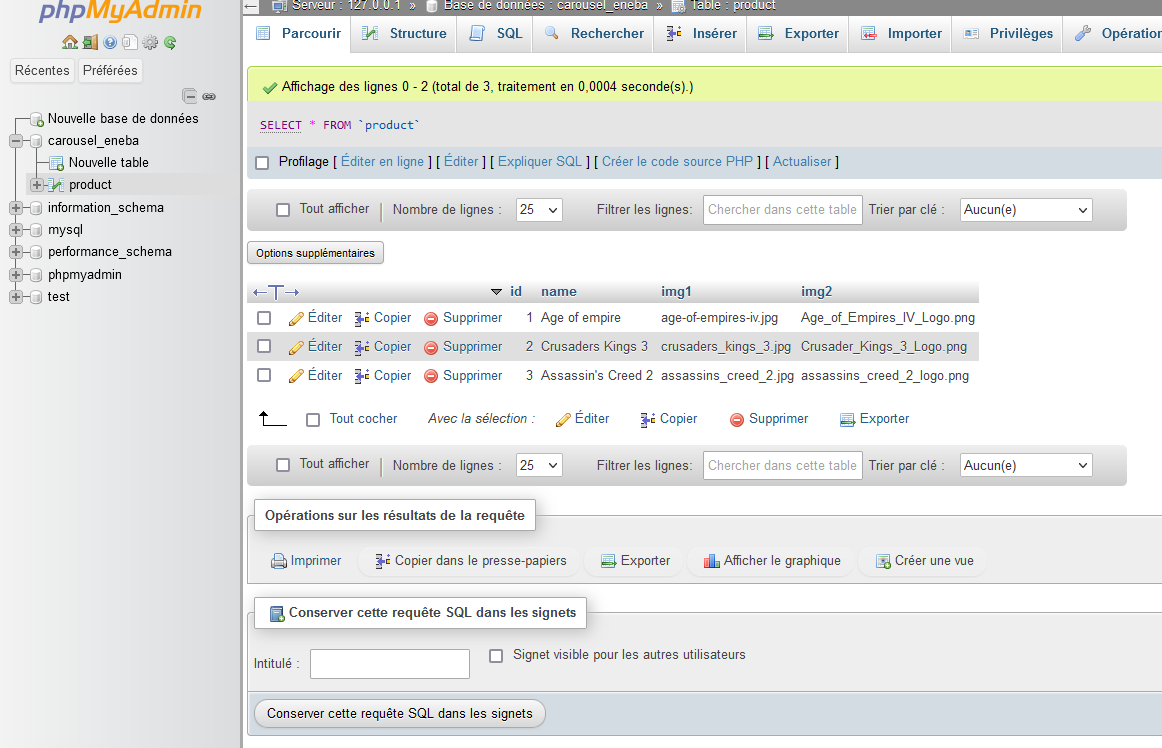 phpMyAdmin
Récentes Préférées
Nouvelle base de données
carousel_eneba
Nouvelle table
product
information_schema
mysql
performance_schema
phpmyadmin
test
Serveur : 127.0.0.1 » Base de données : carousel_eneba » Table : product
Parcourir Structure SQL Rechercher Insérer Exporter Importer Privilèges Opération
Affichage des lignes 0 - 2 (total de 3, traitement en 0,0004 seconde(s).)
SELECT * FROM `product`
Profilage [ Éditer en ligne ] [ Éditer ] [ Expliquer SQL ] [ Créer le code source PHP ] [ Actualiser ]
Tout afficher Nombre de lignes : 25 Filtrer les lignes: Chercher dans cette table Trier par clé : Aucun(e)
Options supplémentaires
←T→ id name img1 img2
Éditer Copier Supprimer 1 Age of empire age-of-empires-iv.jpg Age_of_Empires_IV_Logo.png
Éditer Copier Supprimer 2 Crusaders Kings 3 crusaders_kings_3.jpg Crusader_Kings_3_Logo.png
Éditer Copier Supprimer 3 Assassin's Creed 2 assassins_creed_2.jpg assassins_creed_2_logo.png
Tout cocher Avec la sélection : Éditer Copier Supprimer Exporter
Tout afficher Nombre de lignes : 25 Filtrer les lignes: Chercher dans cette table Trier par clé : Aucun(e)
Opérations sur les résultats de la requête
Imprimer Copier dans le presse-papiers Exporter Afficher le graphique Créer une vue
Conserver cette requête SQL dans les signets
Intitulé : Signet visible pour les autres utilisateurs
Conserver cette requête SQL dans les signets